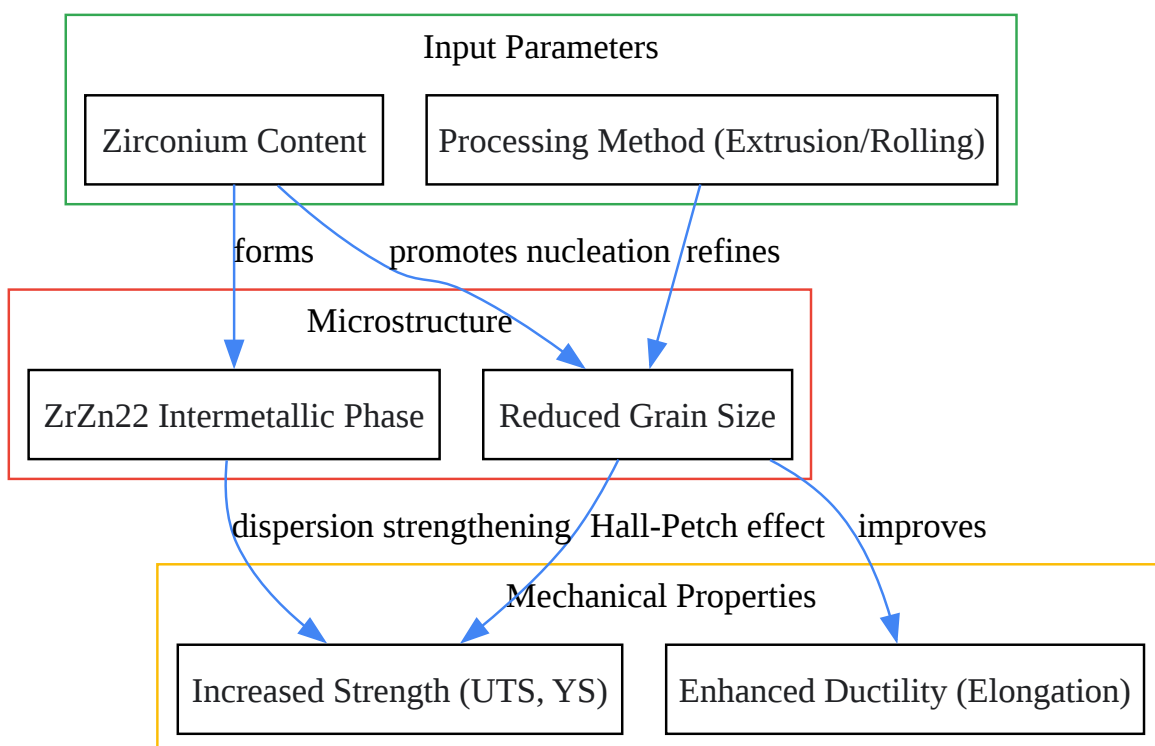 Input Parameters
Zirconium Content
Processing Method (Extrusion/Rolling)
forms
promotes nucleation
refines
Microstructure
ZrZn22 Intermetallic Phase
Reduced Grain Size
dispersion strengthening
Hall-Petch effect
improves
Mechanical Properties
Increased Strength (UTS, YS)
Enhanced Ductility (Elongation)